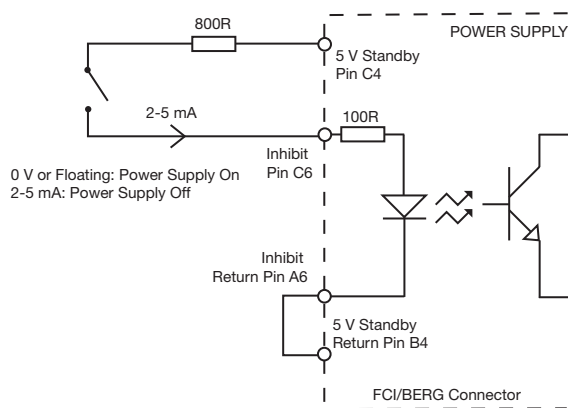 800R
POWER SUPPLY
5 V Standby
Pin C4
2-5 mA
100R
Inhibit
Pin C6
0 V or Floating: Power Supply On
2-5 mA: Power Supply Off
Inhibit
Return Pin A6
5 V Standby
Return Pin B4
FCI/BERG Connector